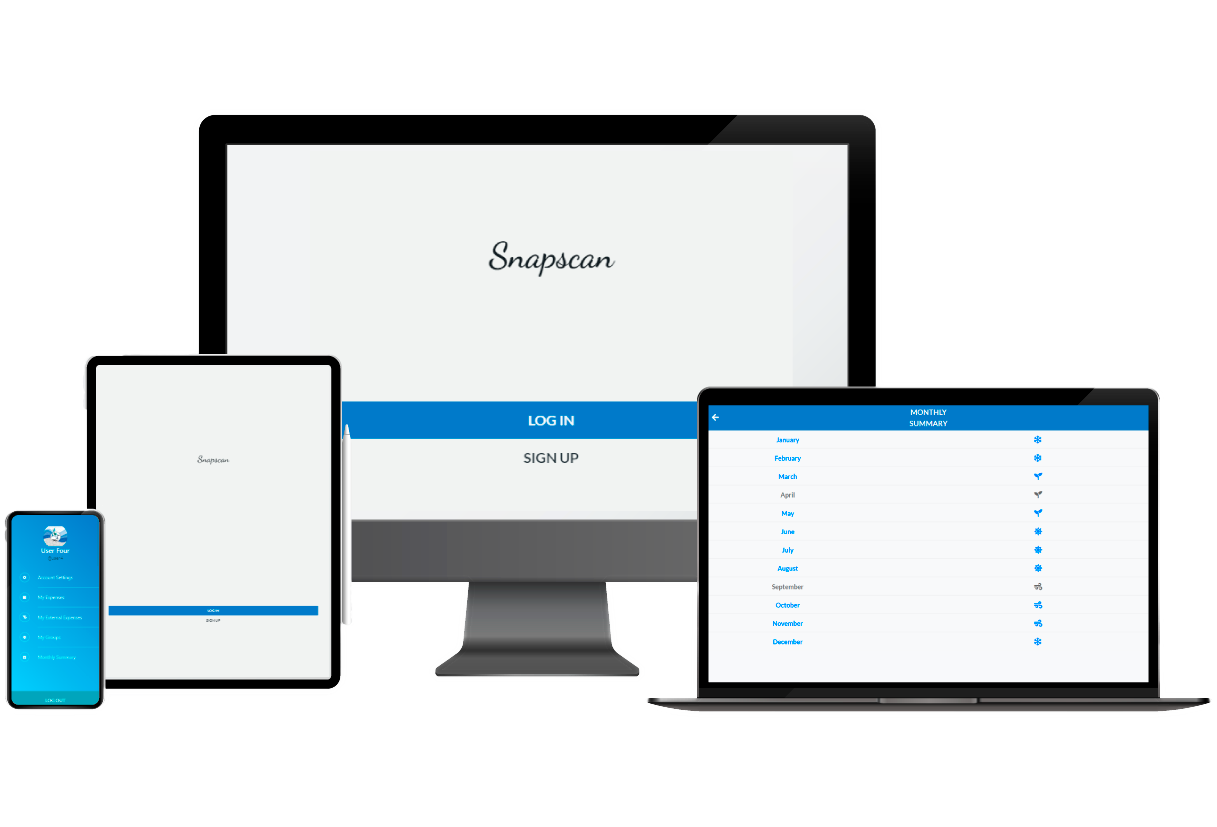 Snapscan
LOG IN
SIGN UP
Snapscan
LOG IN
SIGN UP
User Four
Account Settings
My Expenses
My External Expenses
My Groups
Monthly Summary
LOG OUT
MONTHLY
SUMMARY
January
February
March
April
May
June
July
August
September
October
November
December